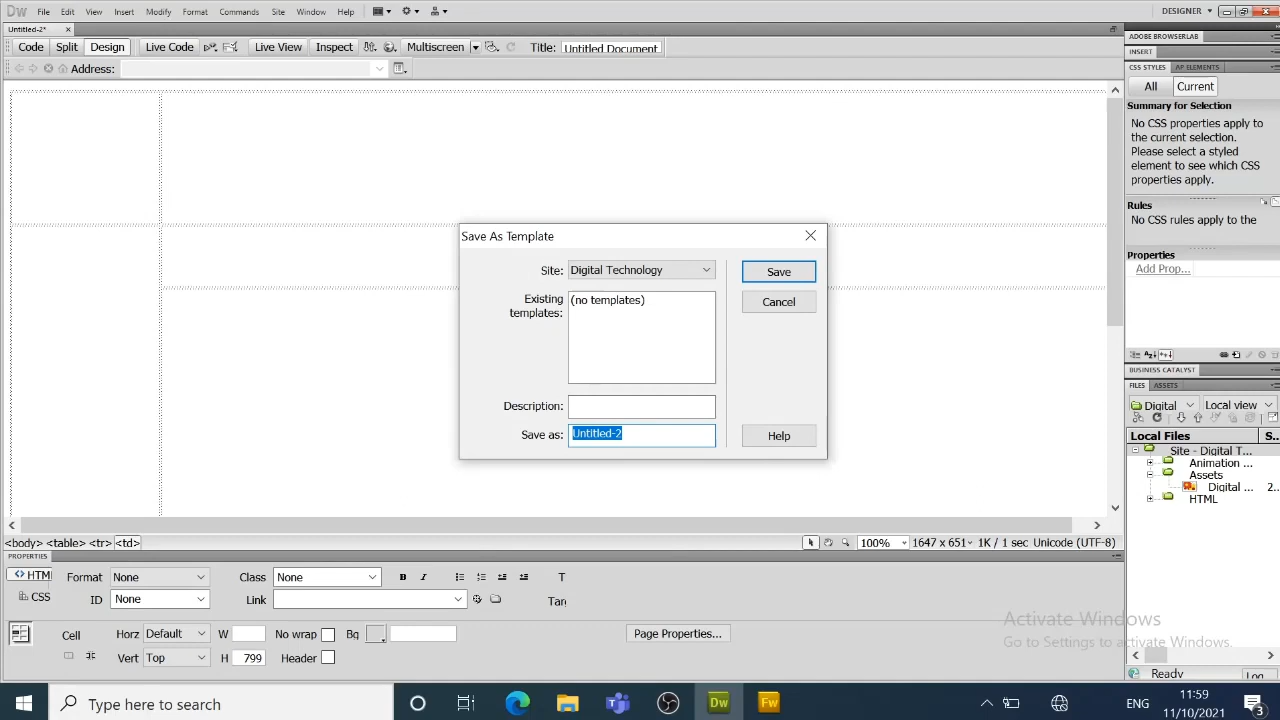 Dw File Edit View Insert Modify Format Commands Site Window Help DESIGNER
Untitled-2* x
Code Split Design Live Code Live View Inspect Multiscreen Title: Untitled Document
Address:
ADOBE BROWSERLAB
INSERT
CSS STYLES AP ELEMENTS
All Current
Summary for Selection
No CSS properties apply to
the current selection.
Please select a styled
element to see which CSS
properties apply.
Rules
No CSS rules apply to the
Properties
Add Prop...
Save As Template
Site: Digital Technology
Save
Existing
templates:
(no templates)
Cancel
Description:
Save as: Untitled-2
Help
BUSINESS CATALYST
FILES ASSETS
Digital Local view
Local Files S...
Site - Digital T...
Animation ...
Assets
Digital ... 2...
HTML
<body> <table> <tr> <td> 100% 1647 x 651 1K / 1 sec Unicode (UTF-8)
PROPERTIES
<> HTML Format None Class None B I T
CSS ID None Link Targ
Cell Horz Default W No wrap Bg Page Properties...
Vert Top H 799 Header
Activate Windows
Go to Settings to activate Windows.
Ready Log
Type here to search
Dw Fw
ENG
11:59
11/10/2021
3